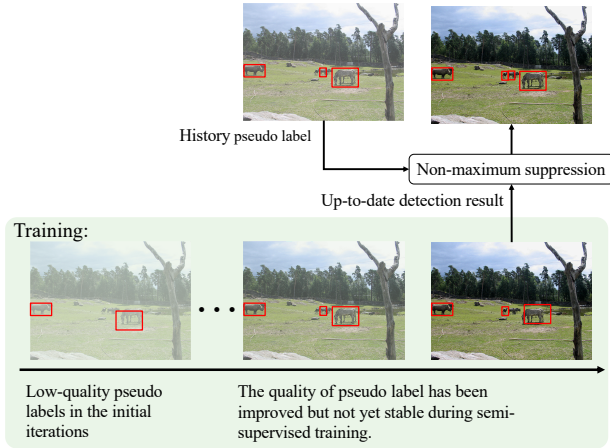 History pseudo label
Non-maximum suppression
Up-to-date detection result
Training:
Low-quality pseudo
labels in the initial
iterations
The quality of pseudo label has been
improved but not yet stable during semi-
supervised training.